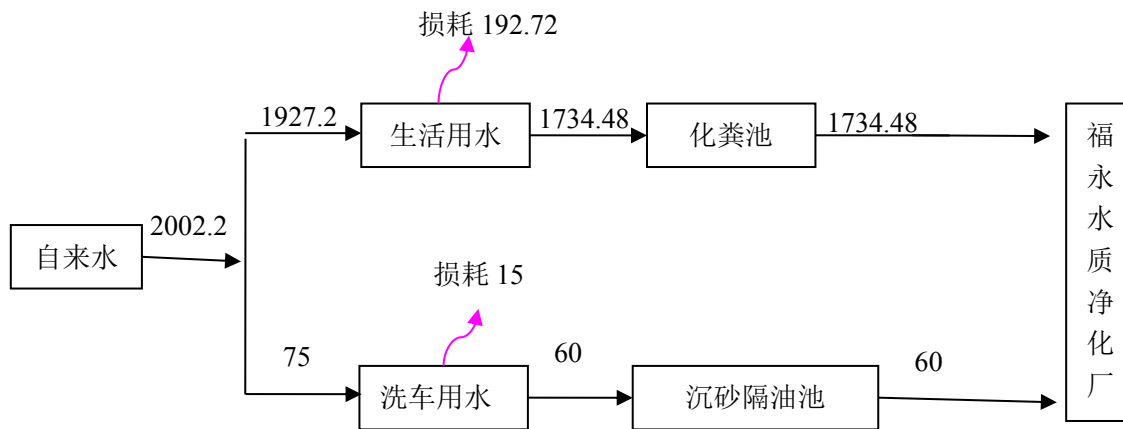 损耗 192.72
1927.2
生活用水
1734.48
化粪池
1734.48
福永水质净化厂
自来水
2002.2
损耗 15
75
洗车用水
60
沉砂隔油池
60